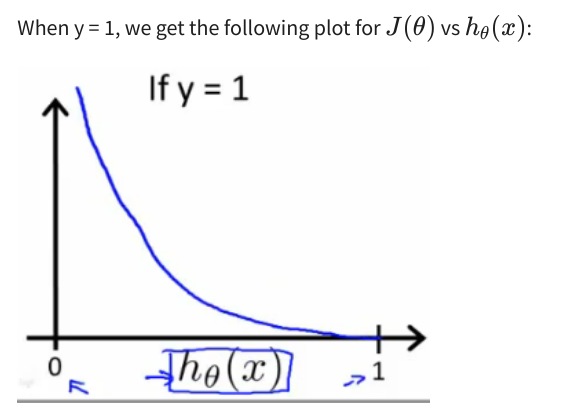 When y = 1, we get the following plot for J(θ) vs hθ(x):
If y = 1
0
hθ(x)
1